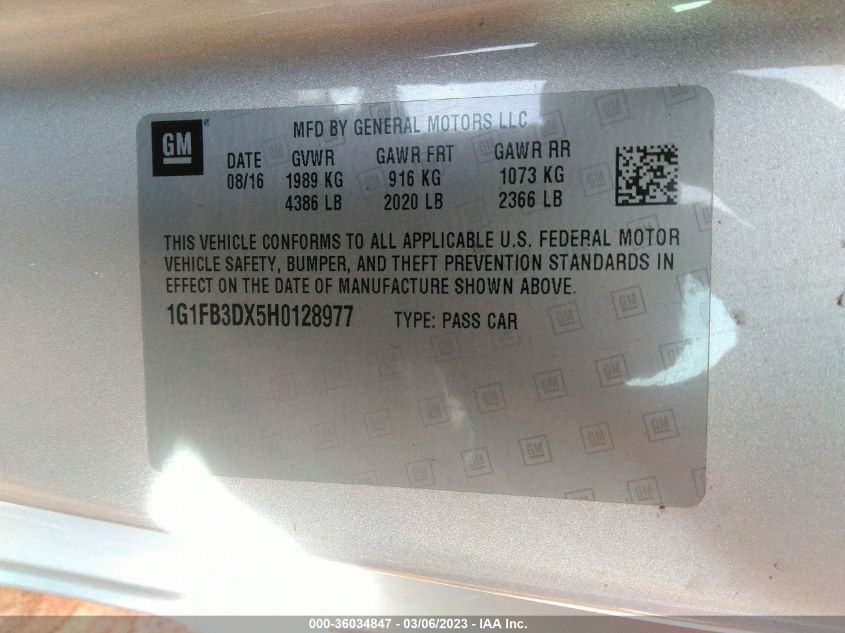 GM
MFD BY GENERAL MOTORS LLC
DATE GVWR GAWR FRT GAWR RR
08/16 1989 KG 916 KG 1073 KG
4386 LB 2020 LB 2366 LB
THIS VEHICLE CONFORMS TO ALL APPLICABLE U.S. FEDERAL MOTOR
VEHICLE SAFETY, BUMPER, AND THEFT PREVENTION STANDARDS IN
EFFECT ON THE DATE OF MANUFACTURE SHOWN ABOVE.
1G1FB3DX5H0128977 TYPE: PASS CAR
000-36034847 — 03/06/2023 — IAA Inc.